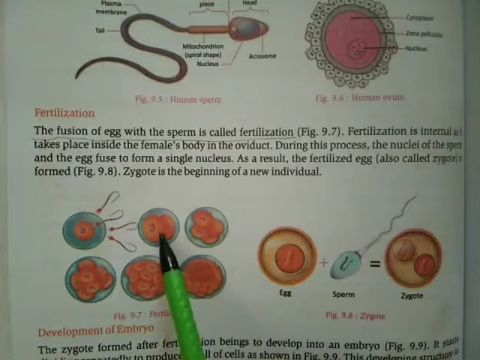 Plasma
membrane
piece
Head
Tail
Mitochondrion
(spiral shape)
Nucleus
Acrosome
Cytoplasm
Zona pellucida
Nucleus
Fig. 9.5 : Human sperm
Fig. 9.6 : Human ovum
Fertilization
The fusion of egg with the sperm is called fertilization (Fig. 9.7). Fertilization is internal as it
takes place inside the female's body in the oviduct. During this process, the nuclei of the sperm
and the egg fuse to form a single nucleus. As a result, the fertilized egg (also called zygote) is
formed (Fig. 9.8). Zygote is the beginning of a new individual.
Egg
Sperm
Zygote
Fig. 9.7 :
Fig. 9.8 : Zygote
Development of Embryo
The zygote formed after beings to develop into an embryo (Fig. 9.9). It starts
repeatedly to of cells as shown in Fig. 9.9. This developing structure is